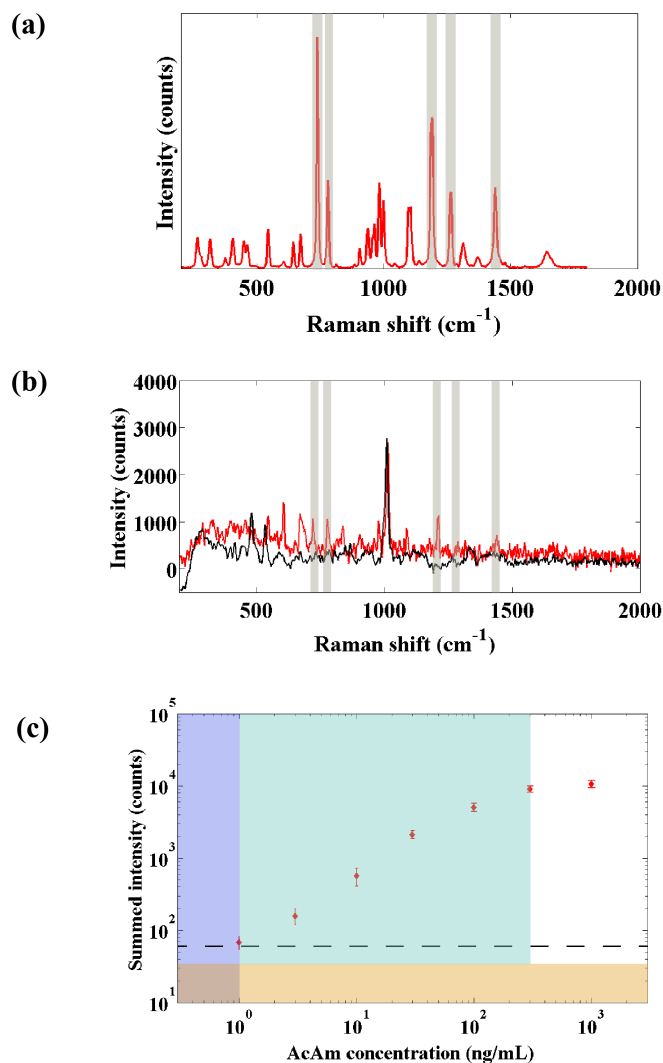 (a)
Intensity (counts)
500 1000 1500 2000
Raman shift (cm⁻¹)
(b)
Intensity (counts)
4000
3000
2000
1000
0
500 1000 1500 2000
Raman shift (cm⁻¹)
(c)
Summed intensity (counts)
10⁵
10⁴
10³
10²
10¹
10⁰ 10¹ 10² 10³
AcAm concentration (ng/mL)